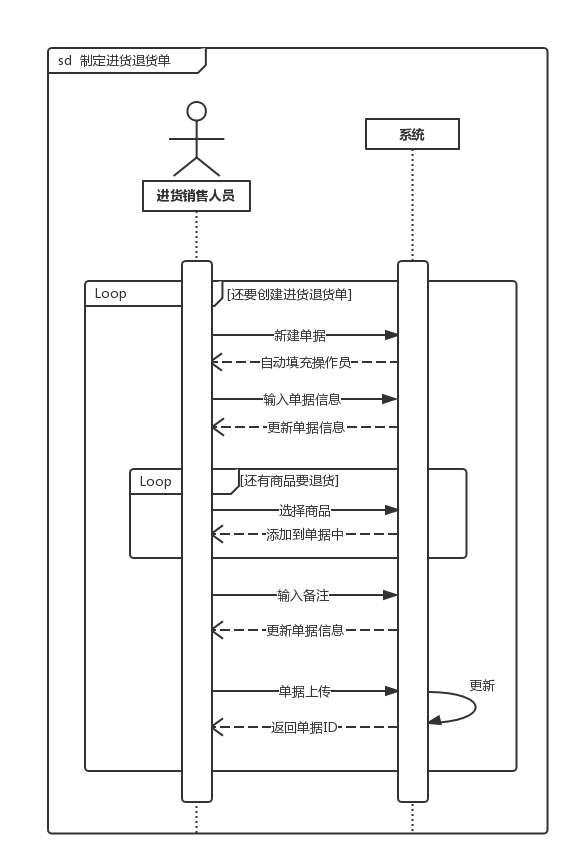 sd 制定进货退货单
系统
进货销售人员
Loop
[还要创建进货退货单]
新建单据
自动填充操作员
输入单据信息
更新单据信息
Loop
[还有商品要退货]
选择商品
添加到单据中
输入备注
更新单据信息
更新
单据上传
返回单据ID